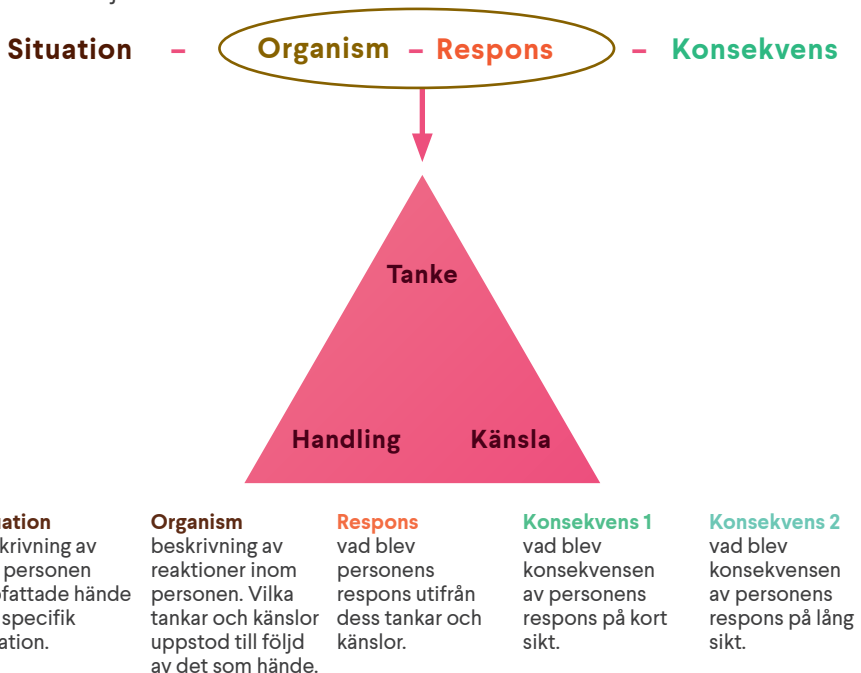 Situation – Organism – Respons – Konsekvens
Tanke
Handling Känsla
Organism
beskrivning av
reaktioner inom
personen. Vilka
tankar och känslor
uppstod till följd
av det som hände.
Respons
vad blev
personens
respons utifrån
dess tankar och
känslor.
Konsekvens 1
vad blev
konsekvensen
av personens
respons på kort
sikt.
Konsekvens 2
vad blev
konsekvensen
av personens
respons på lång
sikt.
uation
krivning av
personen
fattade hände
specifik
ation.